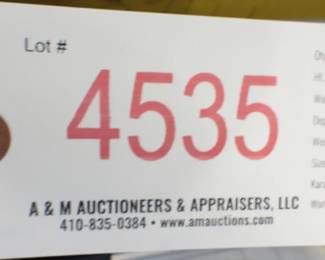 Lot #
4535
A & M AUCTIONEERS & APPRAISERS, LLC
410-835-0384 • www.amauctions.com